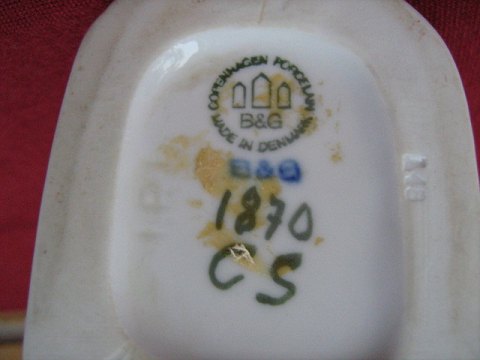 COPENHAGEN PORCELAIN
B&G
MADE IN DENMARK
B&G
1870
CS